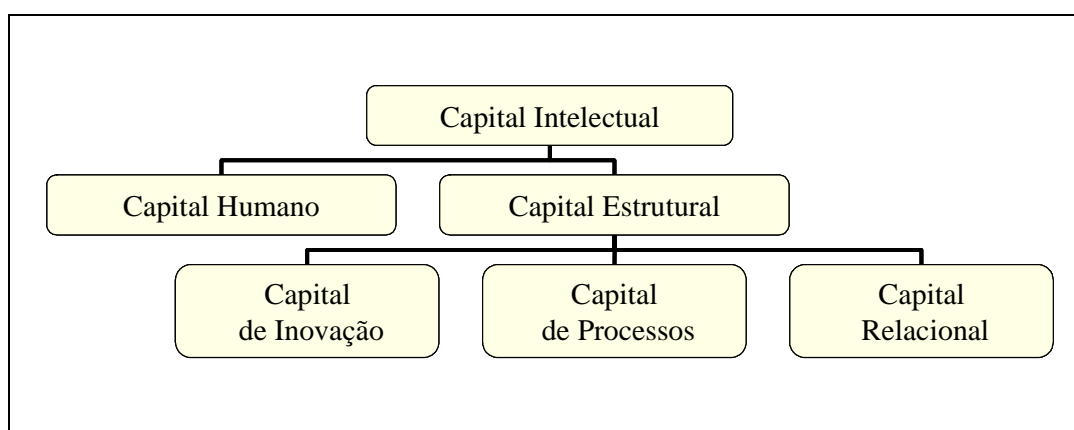 Capital Intelectual
Capital Humano
Capital Estrutural
Capital
de Inovação
Capital
de Processos
Capital
Relacional